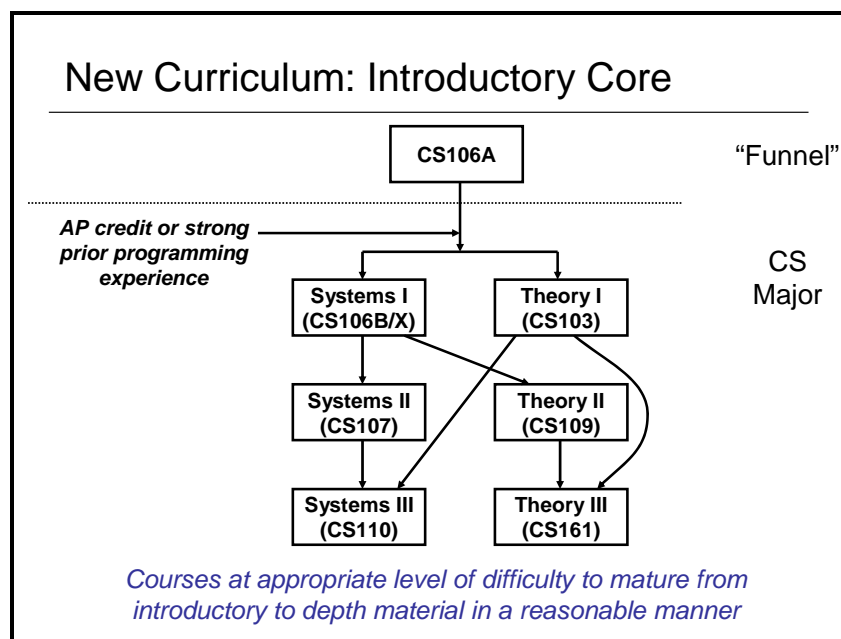 New Curriculum: Introductory Core
CS106A
“Funnel”
AP credit or strong
prior programming
experience
CS
Major
Systems I
(CS106B/X)
Theory I
(CS103)
Systems II
(CS107)
Theory II
(CS109)
Systems III
(CS110)
Theory III
(CS161)
Courses at appropriate level of difficulty to mature from
introductory to depth material in a reasonable manner